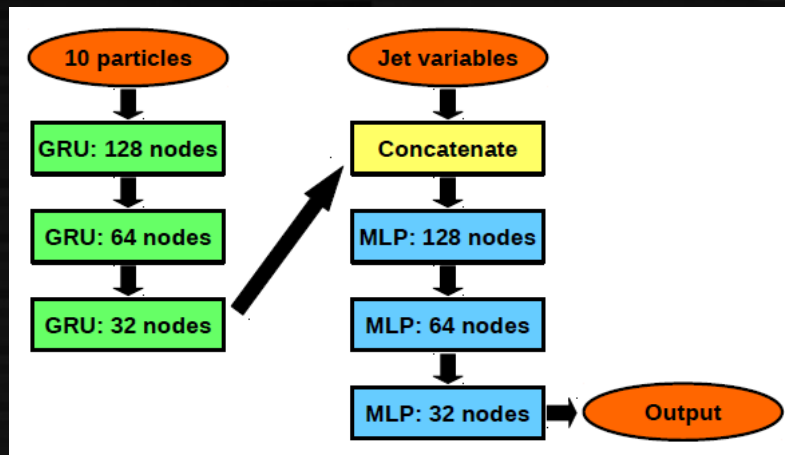 10 particles
GRU: 128 nodes
GRU: 64 nodes
GRU: 32 nodes
Jet variables
Concatenate
MLP: 128 nodes
MLP: 64 nodes
MLP: 32 nodes
Output